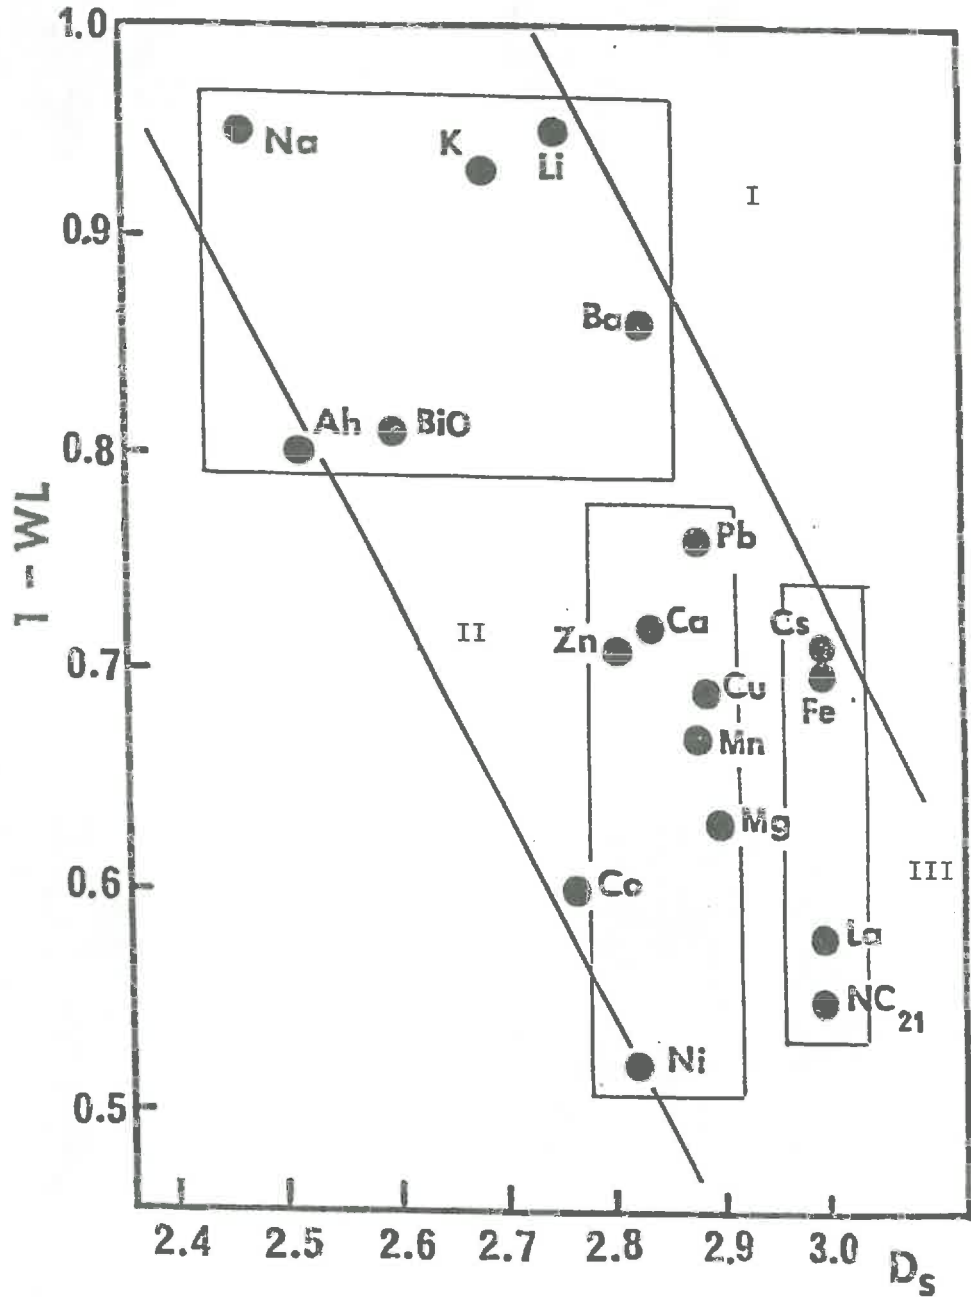 1.0
Na
K
Li
I
0.9
Ba
Ah
BiO
0.8
1 - WL
Pb
Ca
Zn
II
Cs
0.7
Cu
Fe
Mn
Mg
III
0.6
Co
La
NC21
Ni
0.5
2.4 2.5 2.6 2.7 2.8 2.9 3.0
Ds